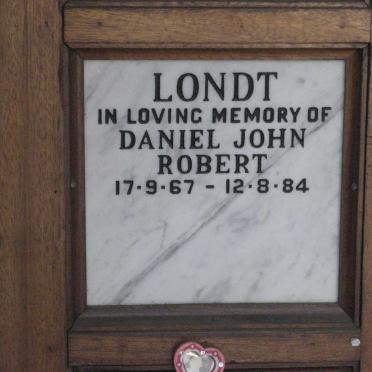 LONDT
IN LOVING MEMORY OF
DANIEL JOHN
ROBERT
17·9·67 - 12·8·84